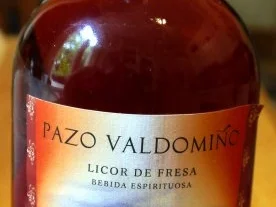 PAZO VALDOMIÑO
LICOR DE FRESA
BEBIDA ESPIRITUOSA